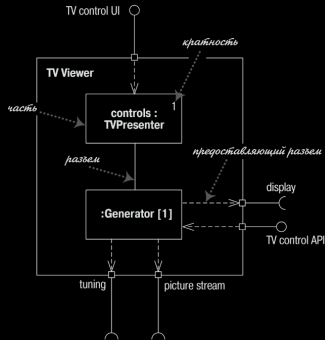 TV control UI
кратность
TV Viewer
1
часть
controls :
TVPresenter
разъем
предоставляющий разъем
display
:Generator [1]
TV control API
tuning
picture stream